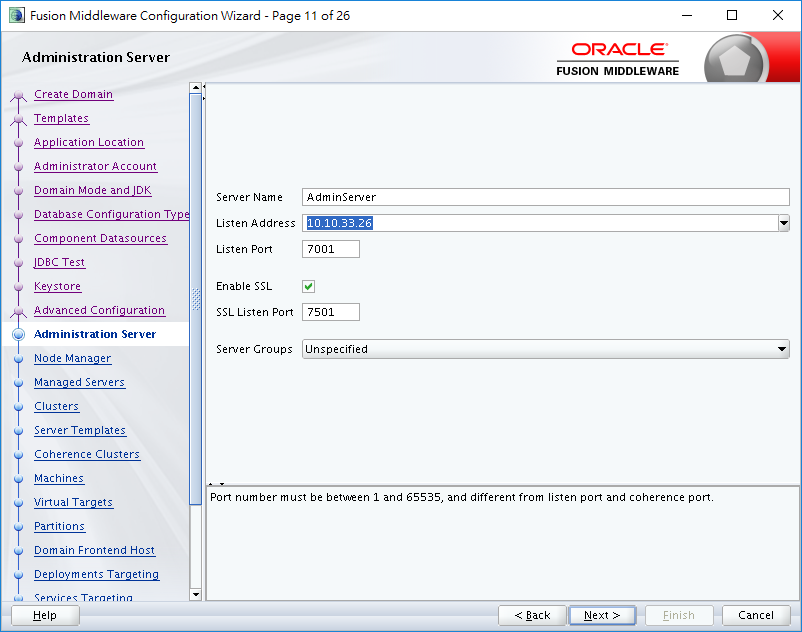 Fusion Middleware Configuration Wizard - Page 11 of 26
Administration Server
ORACLE
FUSION MIDDLEWARE
Create Domain
Templates
Application Location
Administrator Account
Domain Mode and JDK
Database Configuration Type
Component Datasources
JDBC Test
Keystore
Advanced Configuration
Administration Server
Node Manager
Managed Servers
Clusters
Server Templates
Coherence Clusters
Machines
Virtual Targets
Partitions
Domain Frontend Host
Deployments Targeting
Services Targeting
Server Name AdminServer
Listen Address 10.10.33.26
Listen Port 7001
Enable SSL
SSL Listen Port 7501
Server Groups Unspecified
Port number must be between 1 and 65535, and different from listen port and coherence port.
Help < Back Next > Finish Cancel